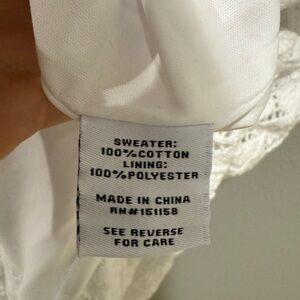 SWEATER:
100%COTTON
LINING:
100%POLYESTER
MADE IN CHINA
RN#151158
SEE REVERSE
FOR CARE